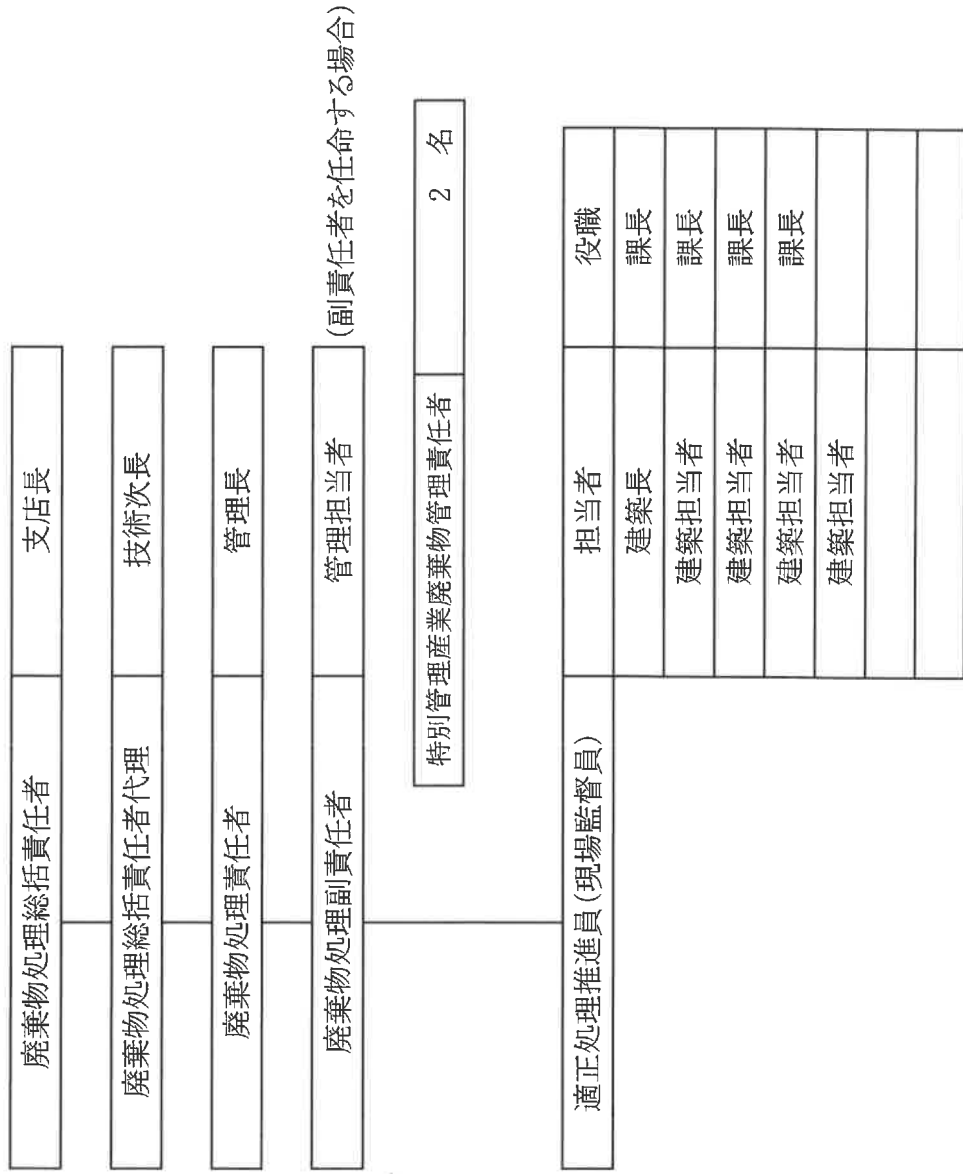 廃棄物処理総括責任者 支店長
廃棄物処理総括責任者代理 技術次長
廃棄物処理責任者 管理長
廃棄物処理副責任者 管理担当者 (副責任者を任命する場合)
特別管理産業廃棄物管理責任者 2 名
適正処理推進員(現場監督員) 担当者 役職
建築長 課長
建築担当者 課長
建築担当者 課長
建築担当者 課長
建築担当者